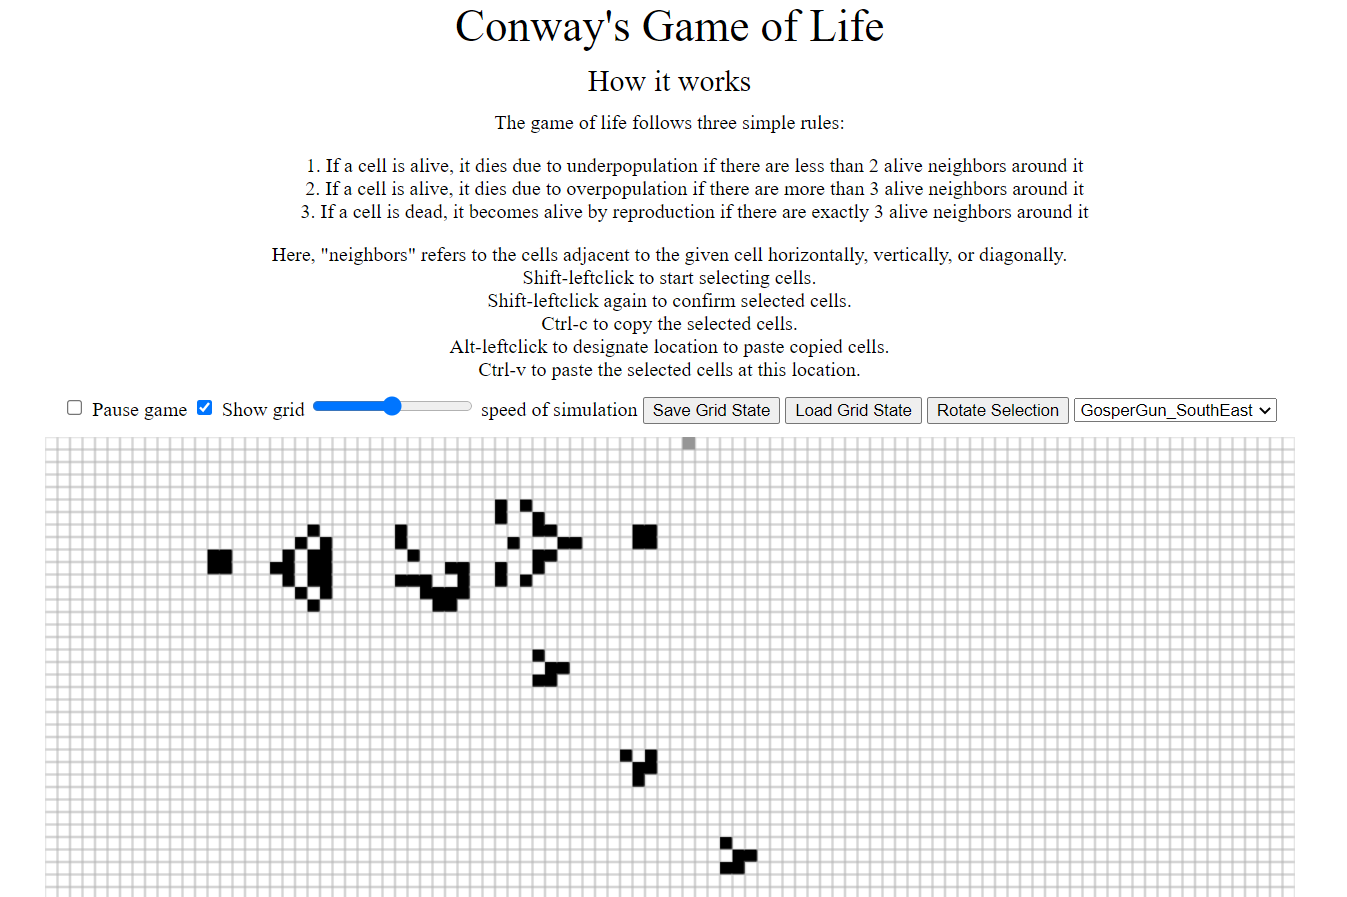 Conway's Game of Life
How it works
The game of life follows three simple rules:
1. If a cell is alive, it dies due to underpopulation if there are less than 2 alive neighbors around it
2. If a cell is alive, it dies due to overpopulation if there are more than 3 alive neighbors around it
3. If a cell is dead, it becomes alive by reproduction if there are exactly 3 alive neighbors around it
Here, "neighbors" refers to the cells adjacent to the given cell horizontally, vertically, or diagonally.
Shift-leftclick to start selecting cells.
Shift-leftclick again to confirm selected cells.
Ctrl-c to copy the selected cells.
Alt-leftclick to designate location to paste copied cells.
Ctrl-v to paste the selected cells at this location.
Pause game Show grid speed of simulation Save Grid State Load Grid State Rotate Selection GosperGun_SouthEast